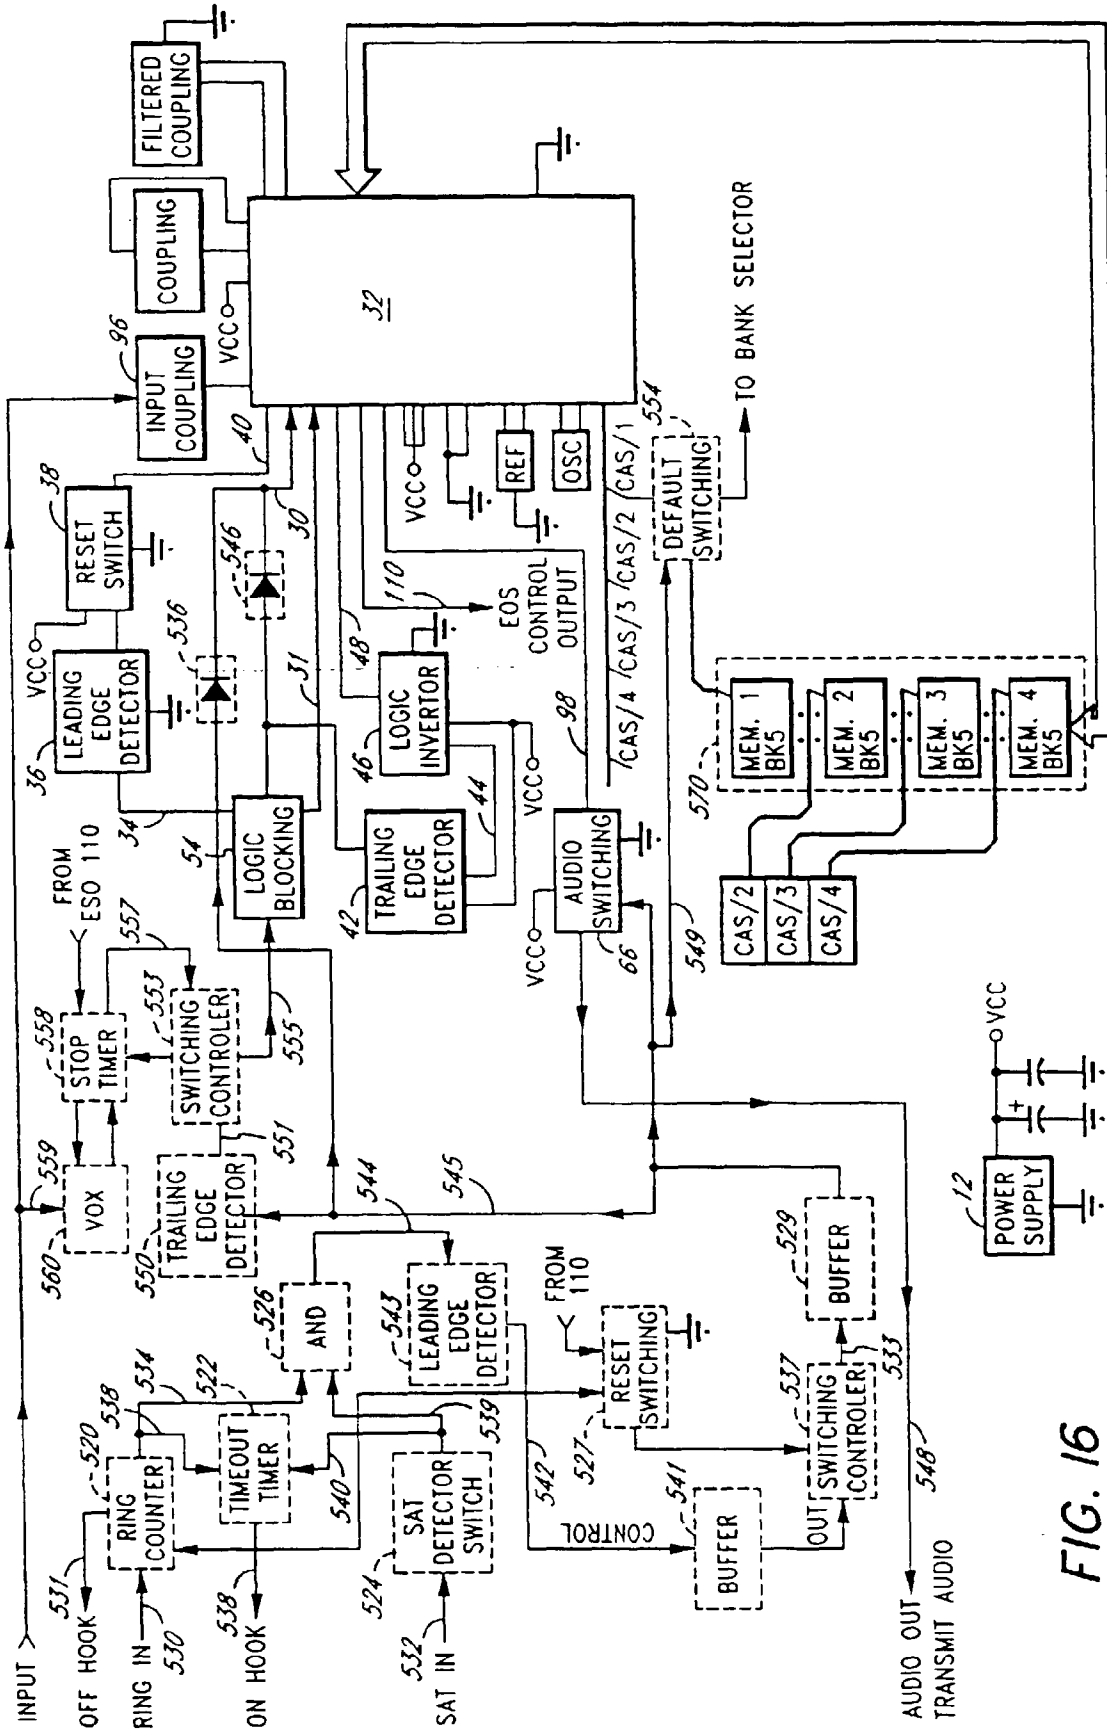 INPUT
OFF HOOK
531
RING IN
530
520
RING
COUNTER
538
534
522
TIMEOUT
TIMER
538
ON HOOK
540
SAT IN
532
524
SAT
DETECTOR
SWITCH
539
526
AND
544
543
LEADING
EDGE
DETECTOR
542
CONTROL
541
BUFFER
OUT
FROM
110
RESET
SWITCHING
527
537
SWITCHING
CONTROLER
533
529
BUFFER
545
560
VOX
559
558
STOP
TIMER
FROM
ESO 110
557
553
SWITCHING
CONTROLER
555
550
TRAILING
EDGE
DETECTOR
551
34
36
LEADING
EDGE
DETECTOR
VCC
38
RESET
SWITCH
40
96
INPUT
COUPLING
COUPLING
FILTERED
COUPLING
VCC
32
54
LOGIC
BLOCKING
536
546
30
31
42
TRAILING
EDGE
DETECTOR
44
46
LOGIC
INVERTOR
48
VCC
110
EOS
CONTROL
OUTPUT
98
VCC
REF
OSC
VCC
AUDIO
SWITCHING
66
/CAS/4 /CAS/3 /CAS/2 /CAS/1
549
554
DEFAULT
SWITCHING
TO BANK SELECTOR
570
MEM. 1
BK5
MEM. 2
BK5
MEM. 3
BK5
MEM. 4
BK5
CAS/2
CAS/3
CAS/4
548
AUDIO OUT
TRANSMIT AUDIO
12
POWER
SUPPLY
+
VCC
FIG. 16